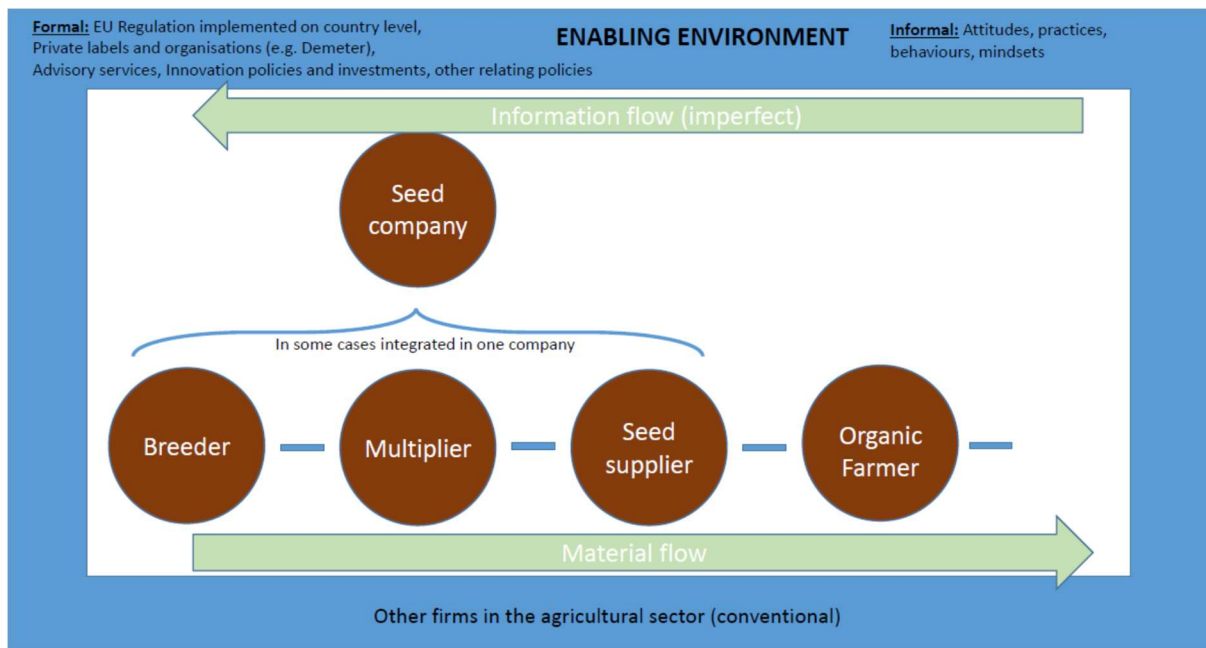 Formal: EU Regulation implemented on country level,
Private labels and organisations (e.g. Demeter),
Advisory services, Innovation policies and investments, other relating policies
ENABLING ENVIRONMENT
Informal: Attitudes, practices,
behaviours, mindsets
Information flow (imperfect)
Seed
company
In some cases integrated in one company
Breeder
Multiplier
Seed
supplier
Organic
Farmer
Material flow
Other firms in the agricultural sector (conventional)